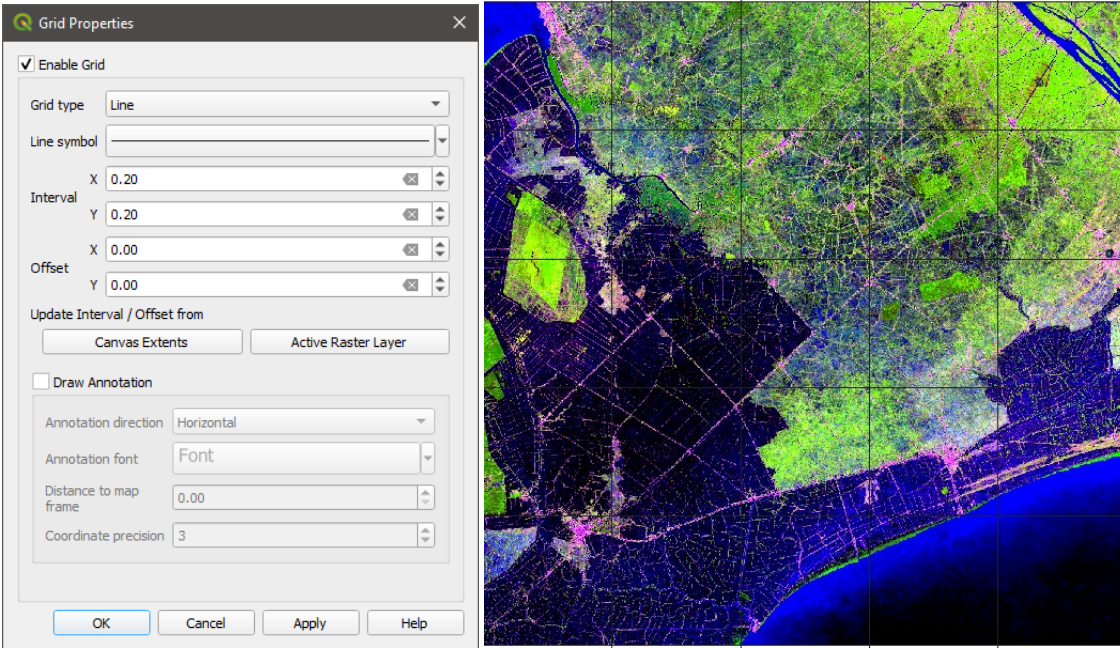 Grid Properties
Enable Grid
Grid type Line
Line symbol
X 0.20
Interval
Y 0.20
X 0.00
Offset
Y 0.00
Update Interval / Offset from
Canvas Extents Active Raster Layer
Draw Annotation
Annotation direction Horizontal
Annotation font Font
Distance to map
frame 0.00
Coordinate precision 3
OK Cancel Apply Help